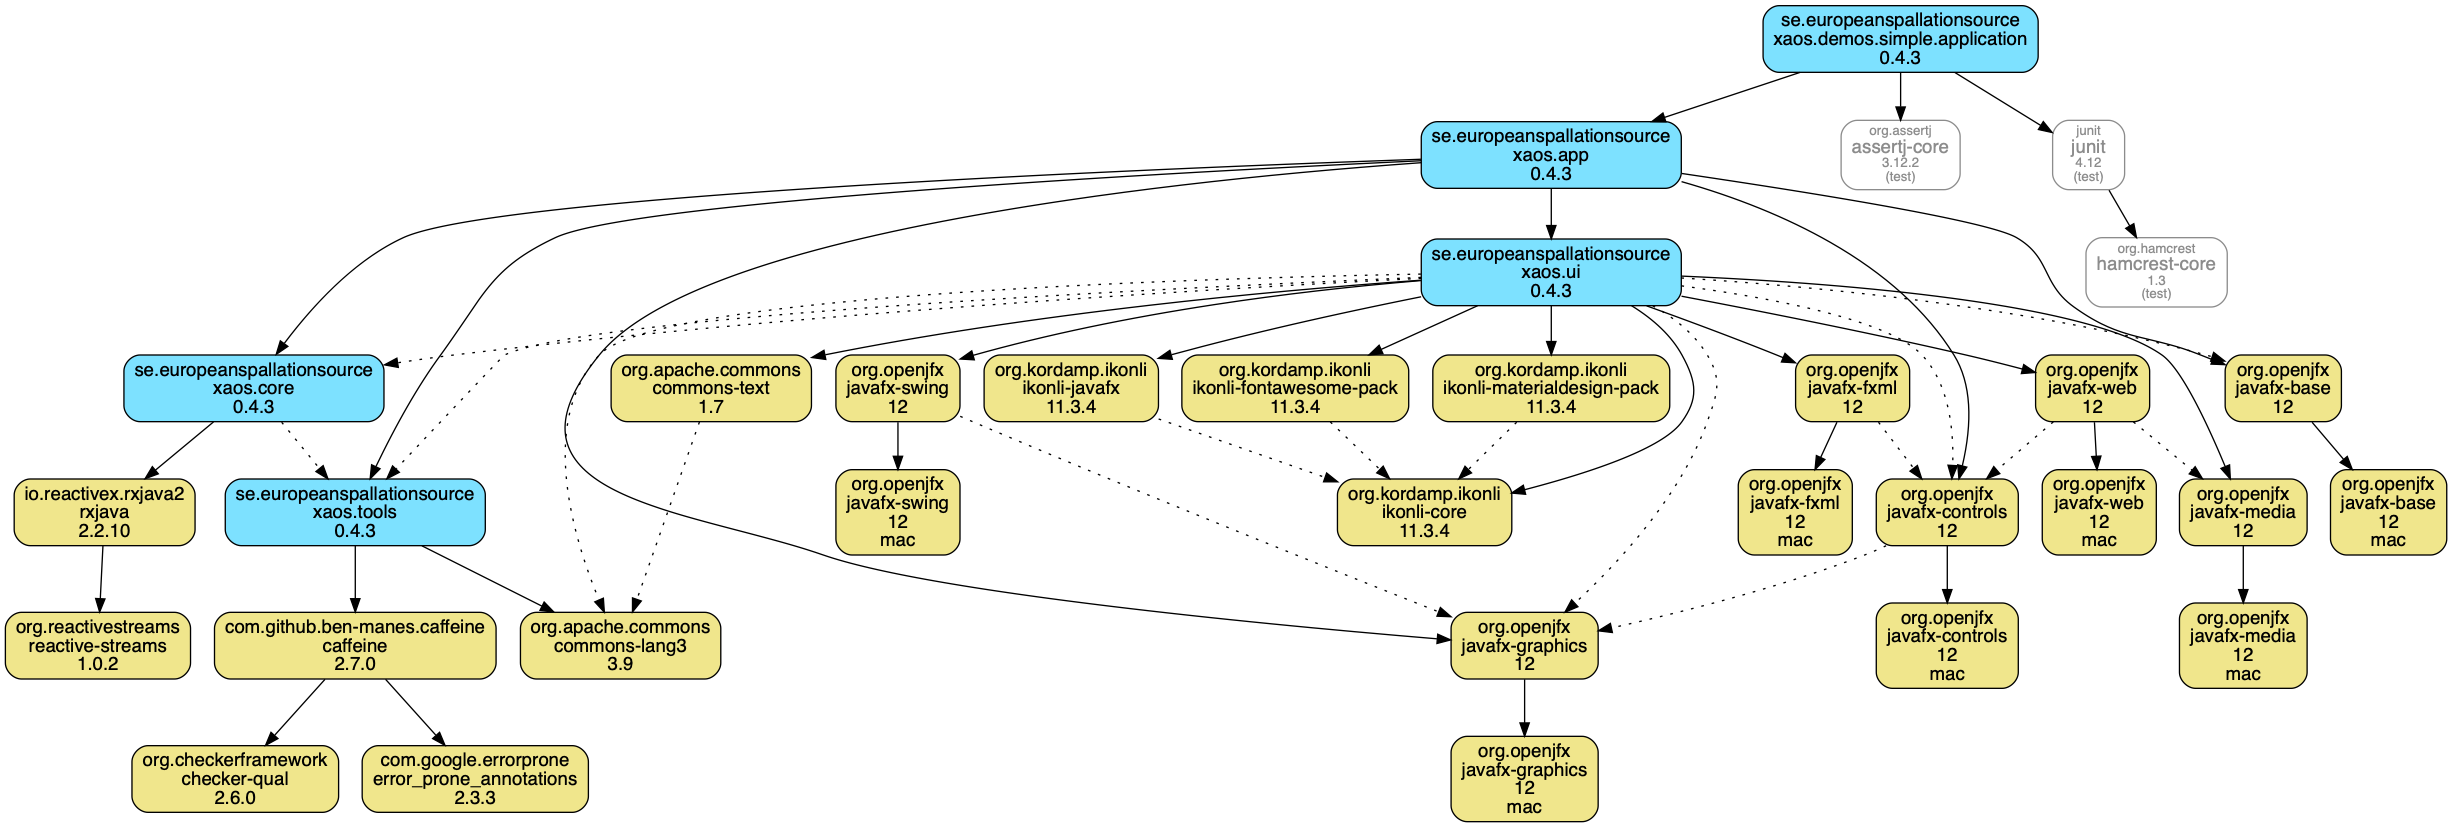 se.europeanspallationsource
xaos.demos.simple.application
0.4.3
se.europeanspallationsource
xaos.app
0.4.3
org.assertj
assertj-core
3.12.2
(test)
junit
junit
4.12
(test)
se.europeanspallationsource
xaos.ui
0.4.3
org.hamcrest
hamcrest-core
1.3
(test)
se.europeanspallationsource
xaos.core
0.4.3
org.apache.commons
commons-text
1.7
org.openjfx
javafx-swing
12
org.kordamp.ikonli
ikonli-javafx
11.3.4
org.kordamp.ikonli
ikonli-fontawesome-pack
11.3.4
org.kordamp.ikonli
ikonli-materialdesign-pack
11.3.4
org.openjfx
javafx-fxml
12
org.openjfx
javafx-web
12
org.openjfx
javafx-base
12
io.reactivex.rxjava2
rxjava
2.2.10
se.europeanspallationsource
xaos.tools
0.4.3
org.openjfx
javafx-swing
12
mac
org.kordamp.ikonli
ikonli-core
11.3.4
org.openjfx
javafx-fxml
12
mac
org.openjfx
javafx-controls
12
org.openjfx
javafx-web
12
mac
org.openjfx
javafx-media
12
org.openjfx
javafx-base
12
mac
org.reactivestreams
reactive-streams
1.0.2
com.github.ben-manes.caffeine
caffeine
2.7.0
org.apache.commons
commons-lang3
3.9
org.openjfx
javafx-graphics
12
org.openjfx
javafx-controls
12
mac
org.openjfx
javafx-media
12
mac
org.checkerframework
checker-qual
2.6.0
com.google.errorprone
error_prone_annotations
2.3.3
org.openjfx
javafx-graphics
12
mac